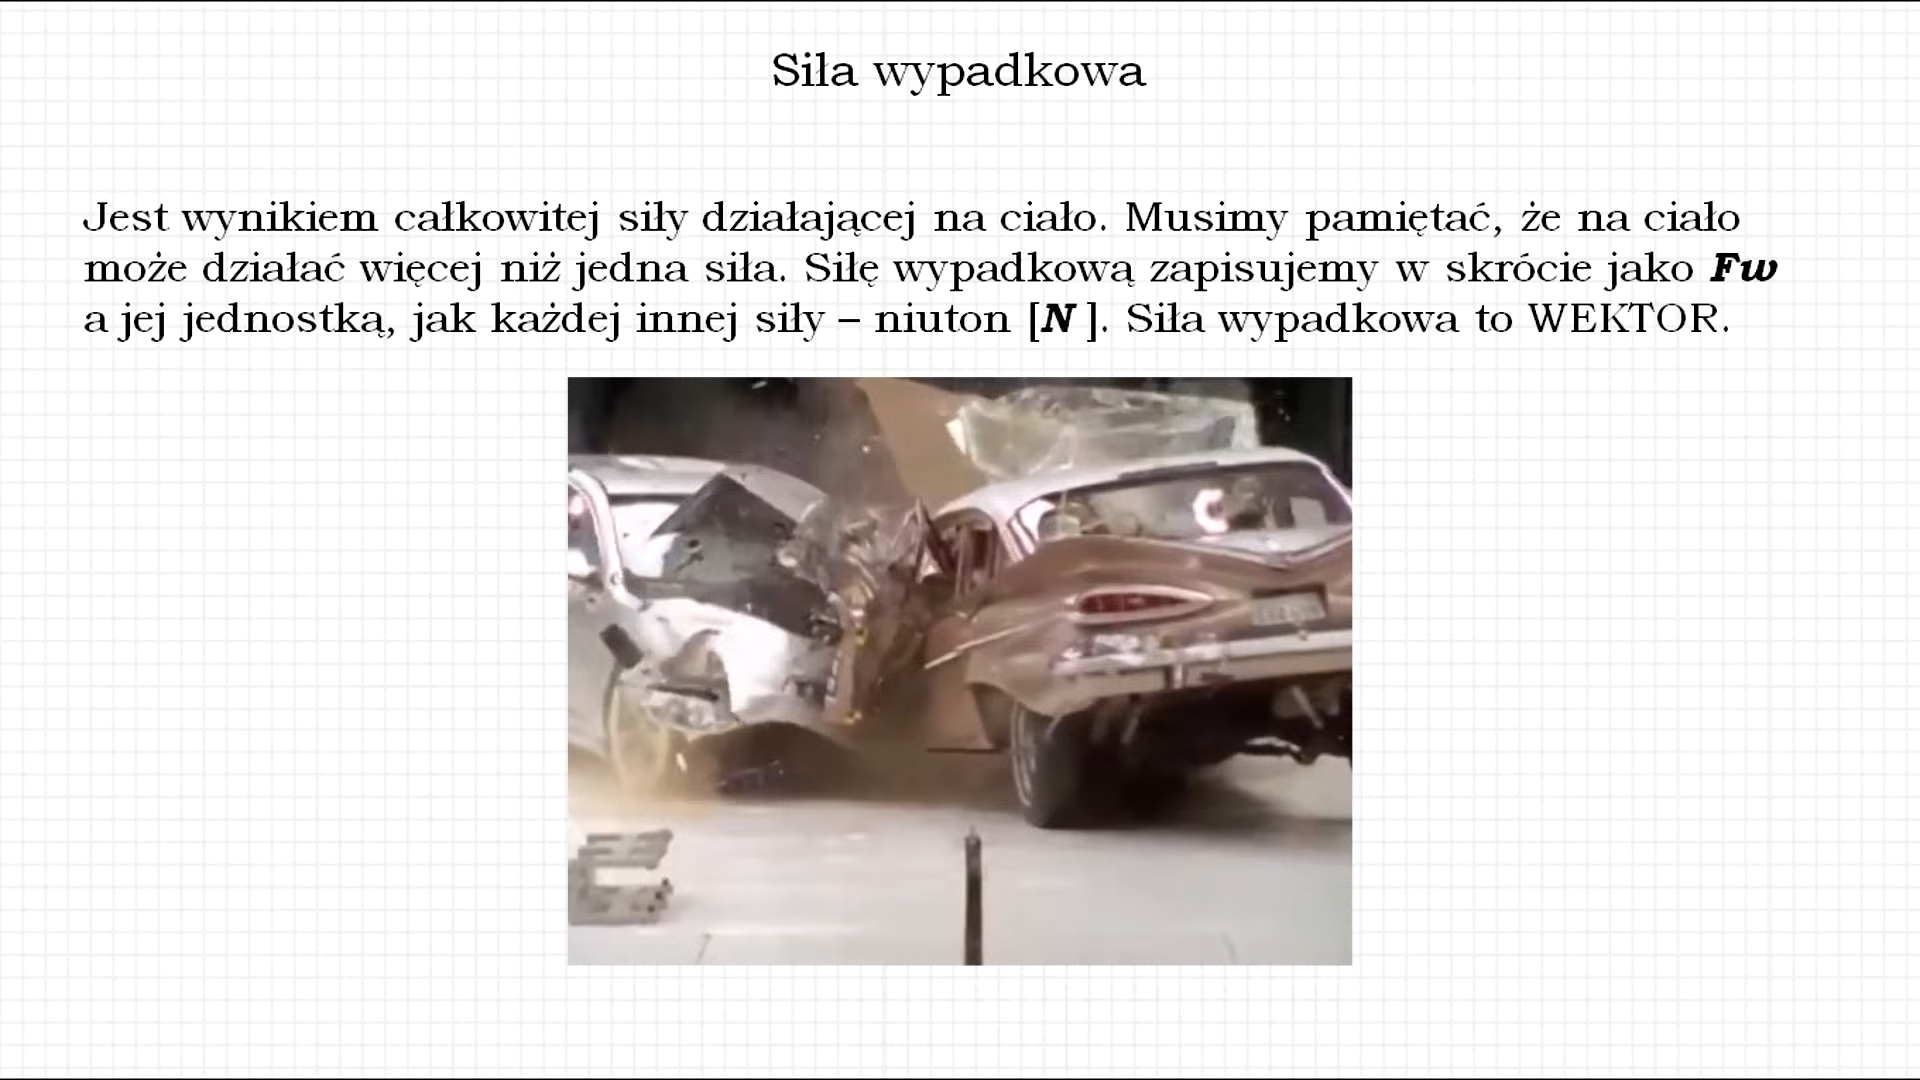 Siła wypadkowa
Jest wynikiem całkowitej siły działającej na ciało. Musimy pamiętać, że na ciało
może działać więcej niż jedna siła. Siłę wypadkową zapisujemy w skrócie jako Fw
a jej jednostką, jak każdej innej siły – niuton [N ]. Siła wypadkowa to WEKTOR.